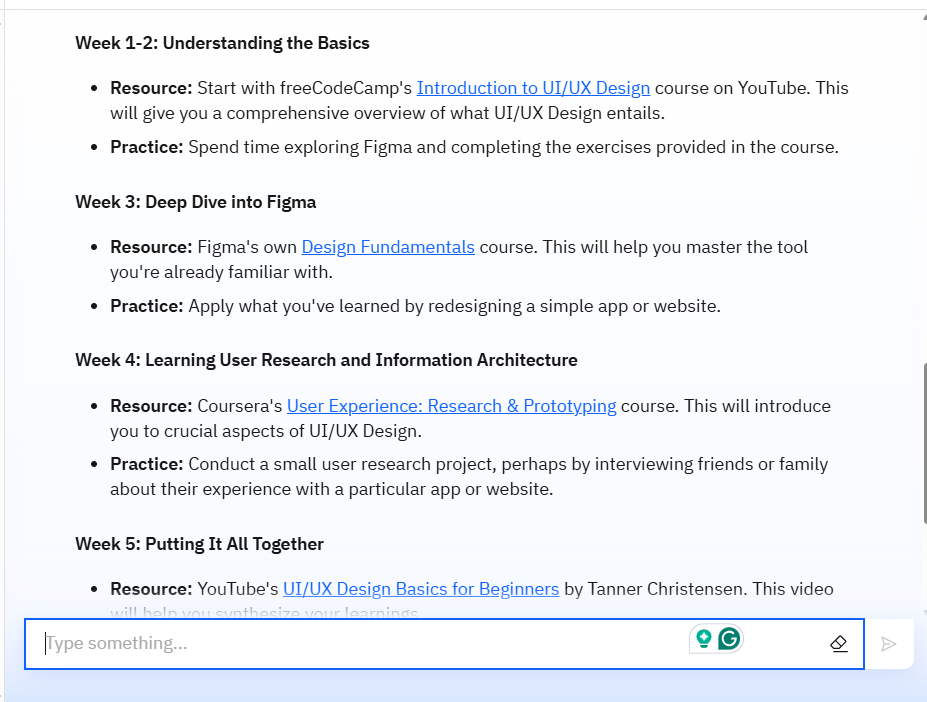 Week 1-2: Understanding the Basics
Resource: Start with freeCodeCamp's Introduction to UI/UX Design course on YouTube. This
will give you a comprehensive overview of what UI/UX Design entails.
Practice: Spend time exploring Figma and completing the exercises provided in the course.
Week 3: Deep Dive into Figma
Resource: Figma's own Design Fundamentals course. This will help you master the tool
you're already familiar with.
Practice: Apply what you've learned by redesigning a simple app or website.
Week 4: Learning User Research and Information Architecture
Resource: Coursera's User Experience: Research & Prototyping course. This will introduce
you to crucial aspects of UI/UX Design.
Practice: Conduct a small user research project, perhaps by interviewing friends or family
about their experience with a particular app or website.
Week 5: Putting It All Together
Resource: YouTube's UI/UX Design Basics for Beginners by Tanner Christensen. This video
will help you synthesize your learnings.
Type something...